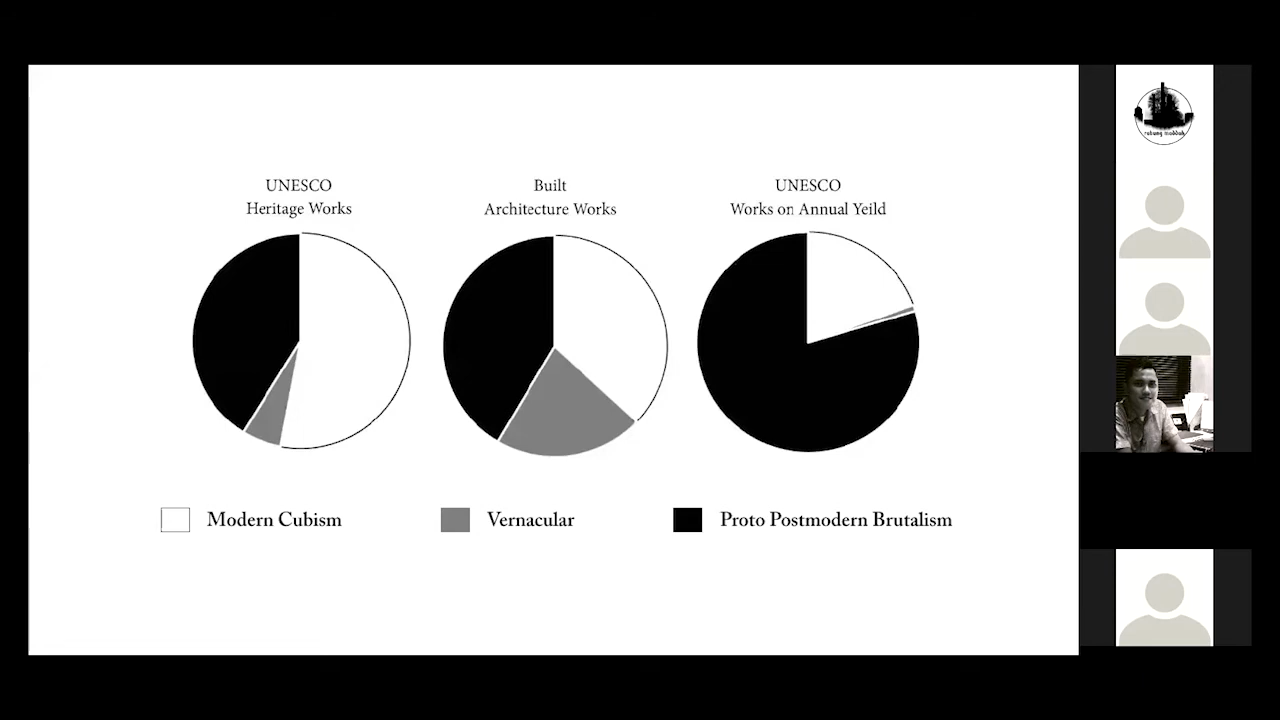 UNESCO
Heritage Works
Built
Architecture Works
UNESCO
Works on Annual Yeild
Modern Cubism
Vernacular
Proto Postmodern Brutalism